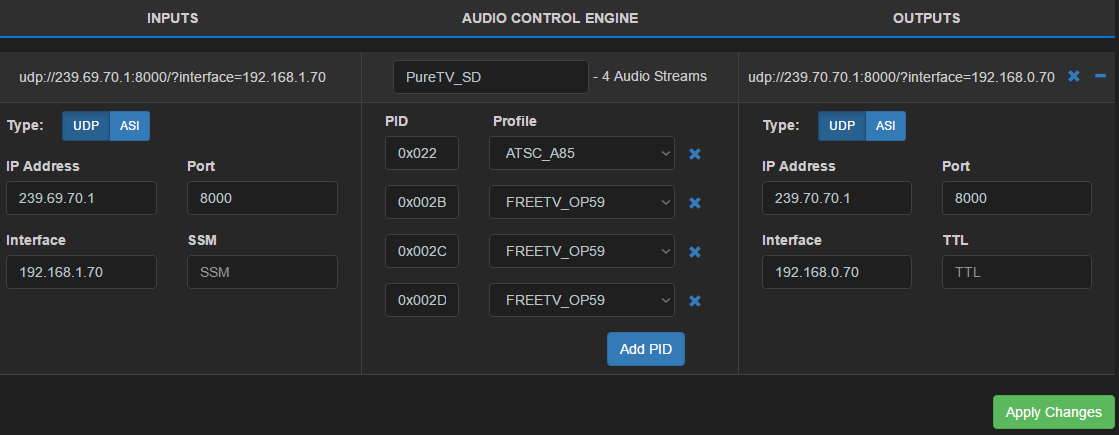 INPUTS AUDIO CONTROL ENGINE OUTPUTS
udp://239.69.70.1:8000/?interface=192.168.1.70 PureTV_SD - 4 Audio Streams udp://239.70.70.1:8000/?interface=192.168.0.70
Type: UDP ASI
IP Address Port
239.69.70.1 8000
Interface SSM
192.168.1.70 SSM
PID Profile
0x022 ATSC_A85
0x002B FREETV_OP59
0x002C FREETV_OP59
0x002D FREETV_OP59
Add PID
Type: UDP ASI
IP Address Port
239.70.70.1 8000
Interface TTL
192.168.0.70 TTL
Apply Changes